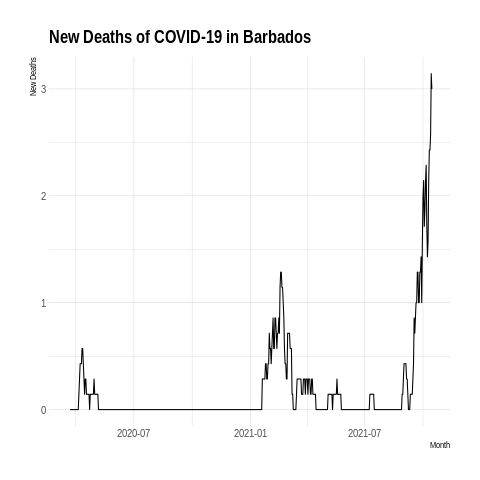 New Deaths of COVID-19 in Barbados
New Deaths
3
2
1
0
2020-07
2021-01
2021-07
Month